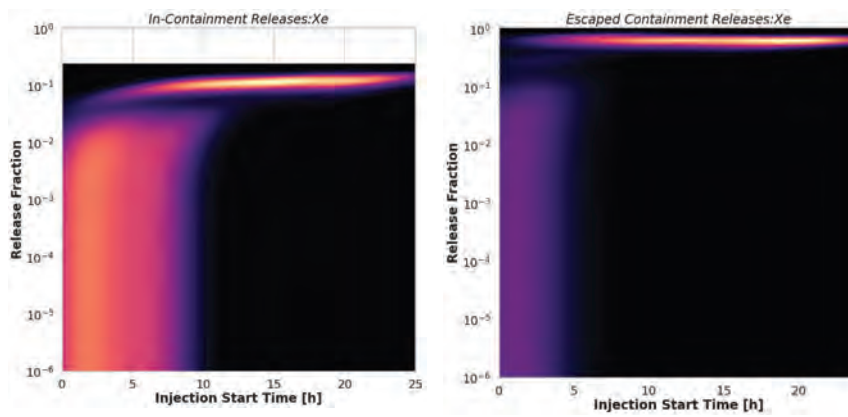 In-Containment Releases:Xe
Release Fraction
10⁰
10⁻¹
10⁻²
10⁻³
10⁻⁴
10⁻⁵
10⁻⁶
0 5 10 15 20 25
Injection Start Time [h]
Escaped Containment Releases:Xe
Release Fraction
10⁰
10⁻¹
10⁻²
10⁻³
10⁻⁴
10⁻⁵
10⁻⁶
0 5 10 15 20
Injection Start Time [h]